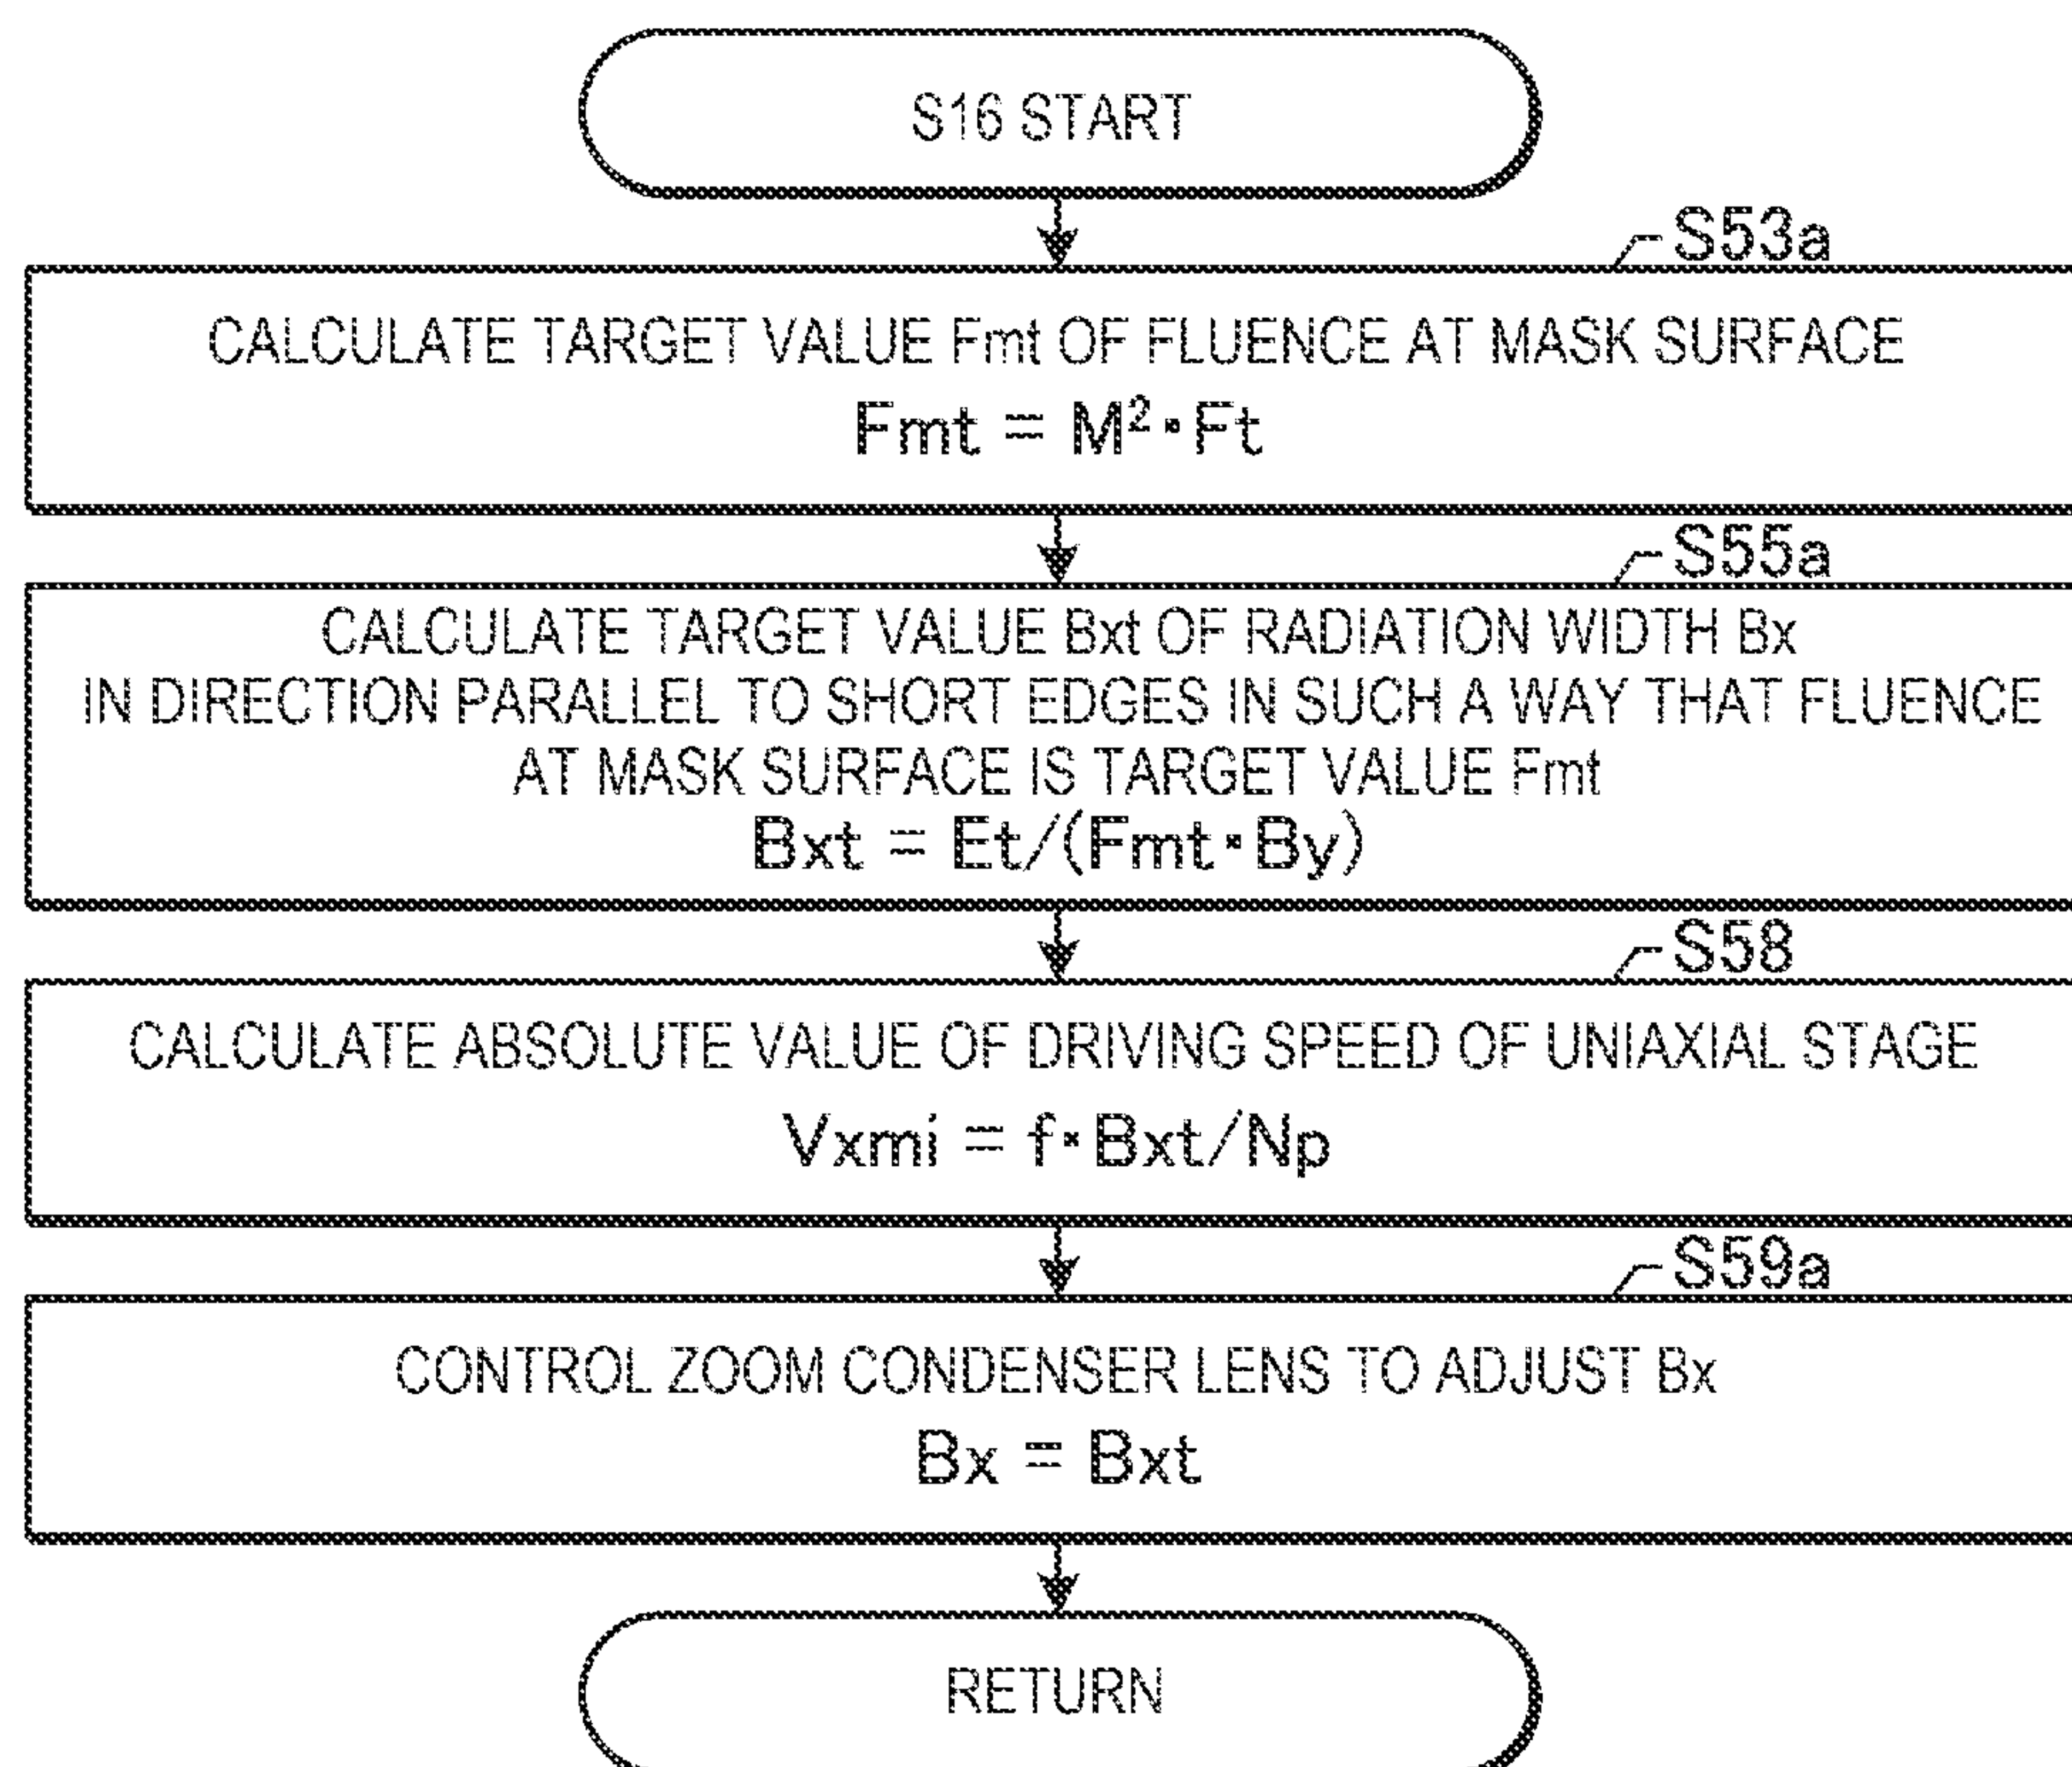 S16 START
S53a
CALCULATE TARGET VALUE Fmt OF FLUENCE AT MASK SURFACE
Fmt = M²·Ft
S55a
CALCULATE TARGET VALUE Bxt OF RADIATION WIDTH Bx
IN DIRECTION PARALLEL TO SHORT EDGES IN SUCH A WAY THAT FLUENCE
AT MASK SURFACE IS TARGET VALUE Fmt
Bxt = Et/(Fmt·By)
S58
CALCULATE ABSOLUTE VALUE OF DRIVING SPEED OF UNIAXIAL STAGE
Vxmi = f·Bxt/Np
S59a
CONTROL ZOOM CONDENSER LENS TO ADJUST Bx
Bx = Bxt
RETURN